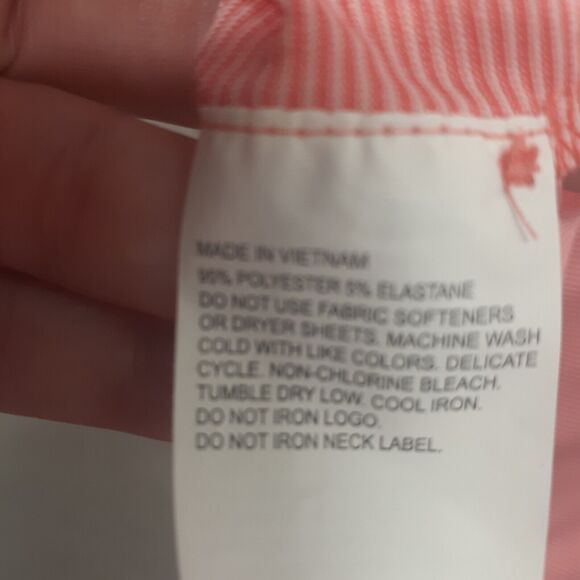 MADE IN VIETNAM
95% POLYESTER 5% ELASTANE
DO NOT USE FABRIC SOFTENERS
OR DRYER SHEETS. MACHINE WASH
COLD WITH LIKE COLORS. DELICATE
CYCLE. NON-CHLORINE BLEACH.
TUMBLE DRY LOW. COOL IRON.
DO NOT IRON LOGO.
DO NOT IRON NECK LABEL.